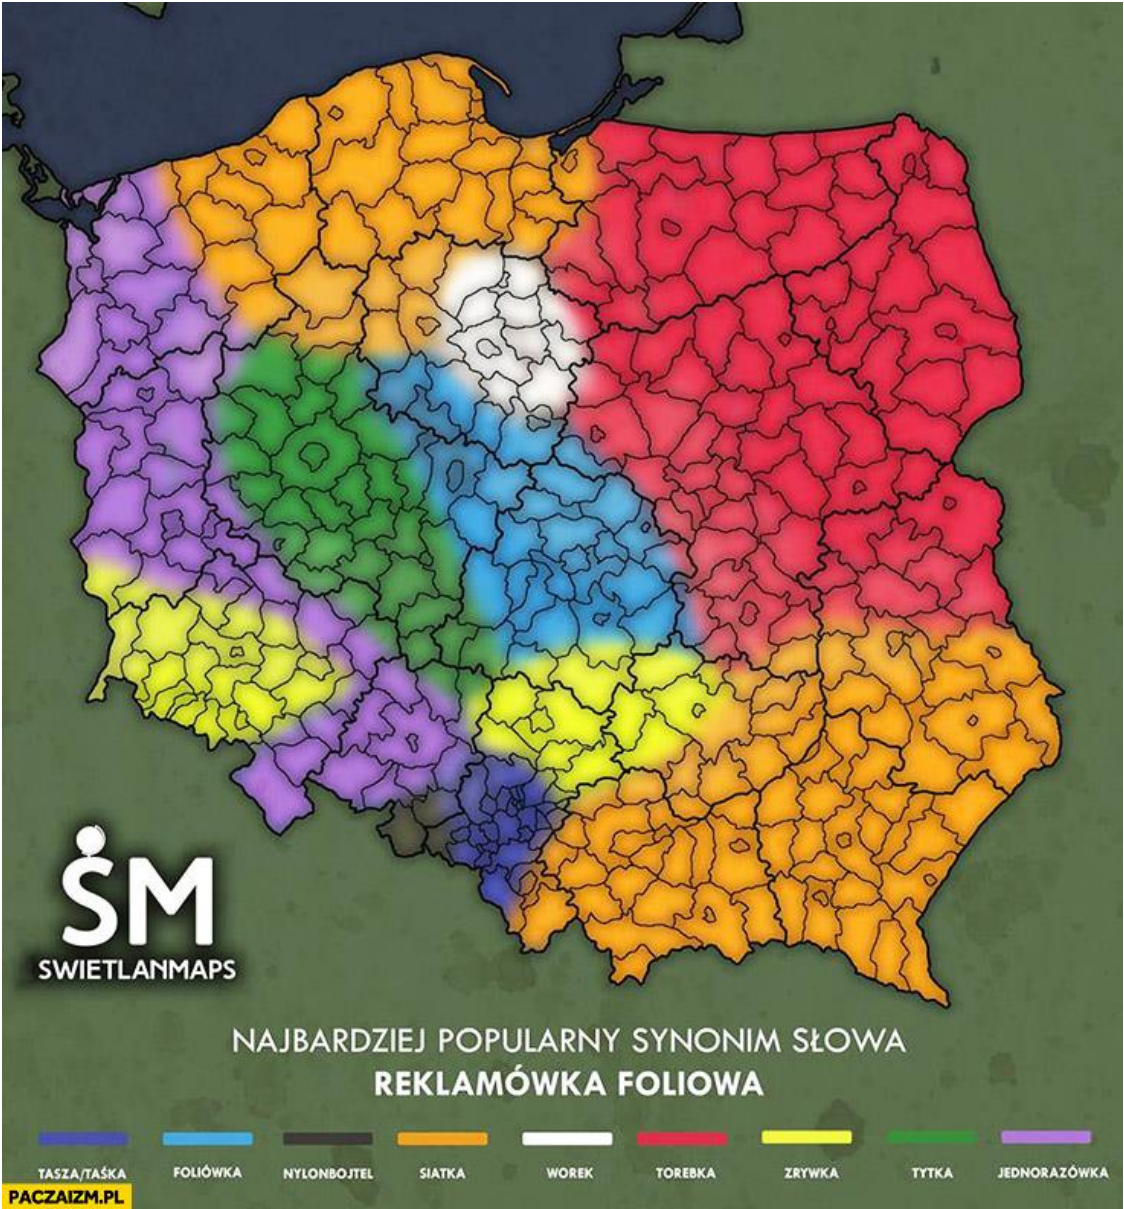 ŚM
SWIETLANMAPS
NAJBARDZIEJ POPULARNY SYNONIM SŁOWA
REKLAMÓWKA FOLIOWA
TASZA/TAŚKA FOLIÓWKA NYLONBOJTEL SIATKA WOREK TOREBKA ZRYWKA TYTKA JEDNORAZÓWKA
PACZAIZM.PL